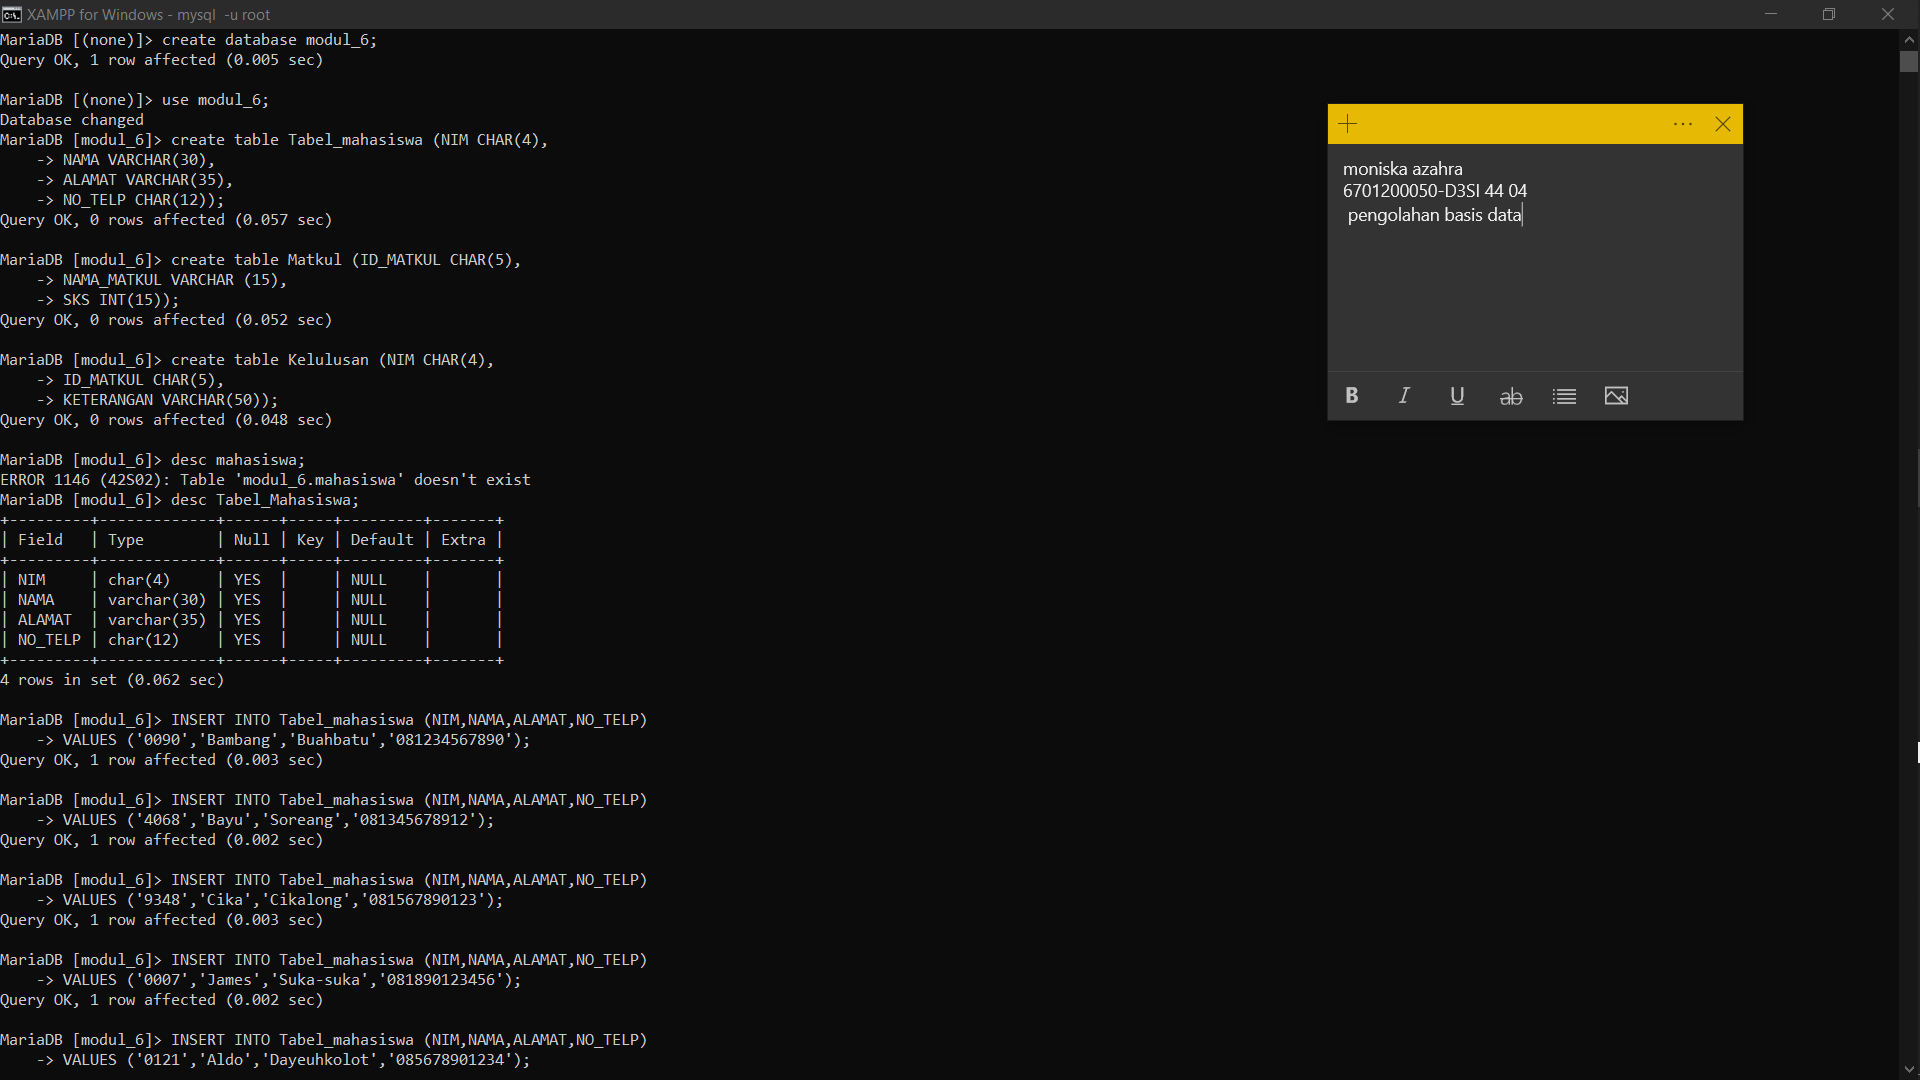 XAMPP for Windows - mysql  -u root
MariaDB [(none)]> create database modul_6;
Query OK, 1 row affected (0.005 sec)
MariaDB [(none)]> use modul_6;
Database changed
MariaDB [modul_6]> create table Tabel_mahasiswa (NIM CHAR(4),
    -> NAMA VARCHAR(30),
    -> ALAMAT VARCHAR(35),
    -> NO_TELP CHAR(12));
Query OK, 0 rows affected (0.057 sec)
MariaDB [modul_6]> create table Matkul (ID_MATKUL CHAR(5),
    -> NAMA_MATKUL VARCHAR (15),
    -> SKS INT(15));
Query OK, 0 rows affected (0.052 sec)
MariaDB [modul_6]> create table Kelulusan (NIM CHAR(4),
    -> ID_MATKUL CHAR(5),
    -> KETERANGAN VARCHAR(50));
Query OK, 0 rows affected (0.048 sec)
MariaDB [modul_6]> desc mahasiswa;
ERROR 1146 (42S02): Table 'modul_6.mahasiswa' doesn't exist
MariaDB [modul_6]> desc Tabel_Mahasiswa;
+---------+-------------+------+-----+---------+-------+
| Field   | Type        | Null | Key | Default | Extra |
+---------+-------------+------+-----+---------+-------+
| NIM     | char(4)     | YES  |     | NULL    |       |
| NAMA    | varchar(30) | YES  |     | NULL    |       |
| ALAMAT  | varchar(35) | YES  |     | NULL    |       |
| NO_TELP | char(12)    | YES  |     | NULL    |       |
+---------+-------------+------+-----+---------+-------+
4 rows in set (0.062 sec)
MariaDB [modul_6]> INSERT INTO Tabel_mahasiswa (NIM,NAMA,ALAMAT,NO_TELP)
    -> VALUES ('0090','Bambang','Buahbatu','081234567890');
Query OK, 1 row affected (0.003 sec)
MariaDB [modul_6]> INSERT INTO Tabel_mahasiswa (NIM,NAMA,ALAMAT,NO_TELP)
    -> VALUES ('4068','Bayu','Soreang','081345678912');
Query OK, 1 row affected (0.002 sec)
MariaDB [modul_6]> INSERT INTO Tabel_mahasiswa (NIM,NAMA,ALAMAT,NO_TELP)
    -> VALUES ('9348','Cika','Cikalong','081567890123');
Query OK, 1 row affected (0.003 sec)
MariaDB [modul_6]> INSERT INTO Tabel_mahasiswa (NIM,NAMA,ALAMAT,NO_TELP)
    -> VALUES ('0007','James','Suka-suka','081890123456');
Query OK, 1 row affected (0.002 sec)
MariaDB [modul_6]> INSERT INTO Tabel_mahasiswa (NIM,NAMA,ALAMAT,NO_TELP)
    -> VALUES ('0121','Aldo','Dayeuhkolot','085678901234');
moniska azahra
6701200050-D3SI 44 04
pengolahan basis data
B I U ab